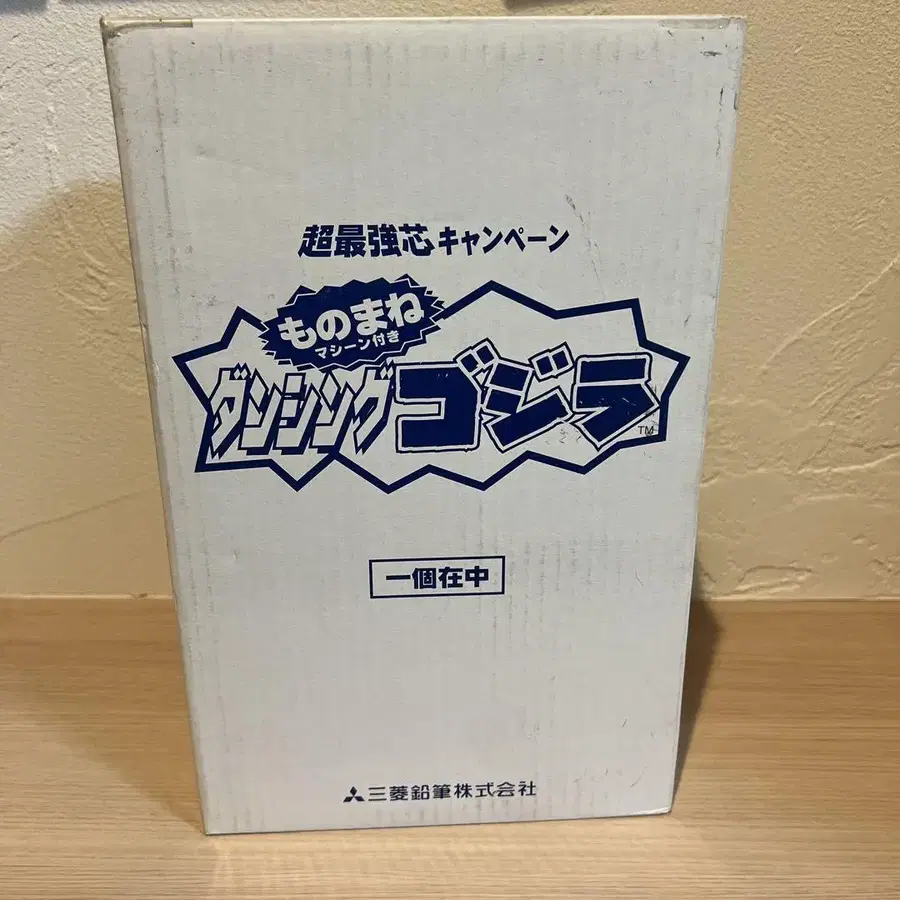 超最強芯キャンペーン
ものまね
マシーン付き
ダンシングゴジラ
TM
一個在中
三菱鉛筆株式会社